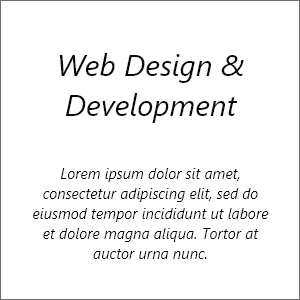 Web Design &
Development
Lorem ipsum dolor sit amet,
consectetur adipiscing elit, sed do
eiusmod tempor incididunt ut labore
et dolore magna aliqua. Tortor at
auctor urna nunc.